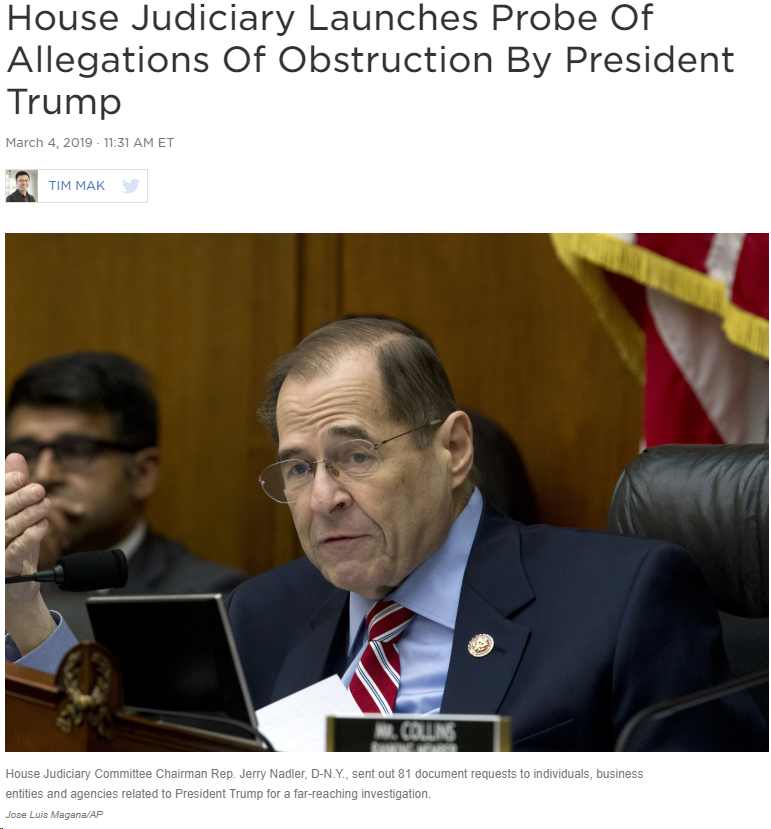 House Judiciary Launches Probe Of
Allegations Of Obstruction By President
Trump
March 4, 2019 · 11:31 AM ET
TIM MAK
MR. COLLINS
RANKING MEMBER
House Judiciary Committee Chairman Rep. Jerry Nadler, D-N.Y., sent out 81 document requests to individuals, business
entities and agencies related to President Trump for a far-reaching investigation.
Jose Luis Magana/AP